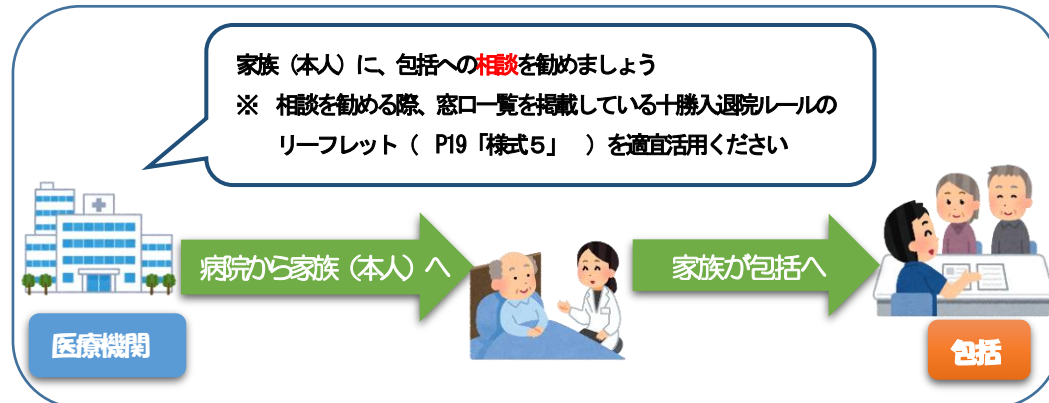 家族（本人）に、包括への相談を勧めましょう
※ 相談を勧める際、窓口一覧を掲載している十勝入退院ルールの
リーフレット（ P19「様式５」 ）を適宜活用ください
病院から家族（本人）へ
家族が包括へ
医療機関
包括